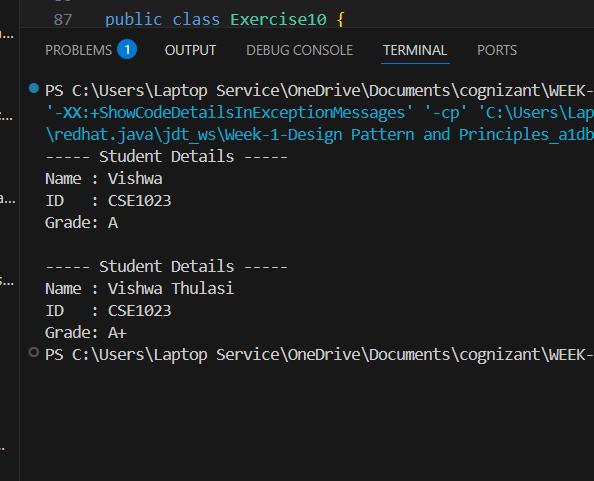 87 public class Exercise10 {
PROBLEMS 1 OUTPUT DEBUG CONSOLE TERMINAL PORTS
PS C:\Users\Laptop Service\OneDrive\Documents\cognizant\WEEK-
'-XX:+ShowCodeDetailsInExceptionMessages' '-cp' 'C:\Users\Lap
\redhat.java\jdt_ws\Week-1-Design Pattern and Principles_a1db
----- Student Details -----
Name : Vishwa
ID   : CSE1023
Grade: A
----- Student Details -----
Name : Vishwa Thulasi
ID   : CSE1023
Grade: A+
PS C:\Users\Laptop Service\OneDrive\Documents\cognizant\WEEK-